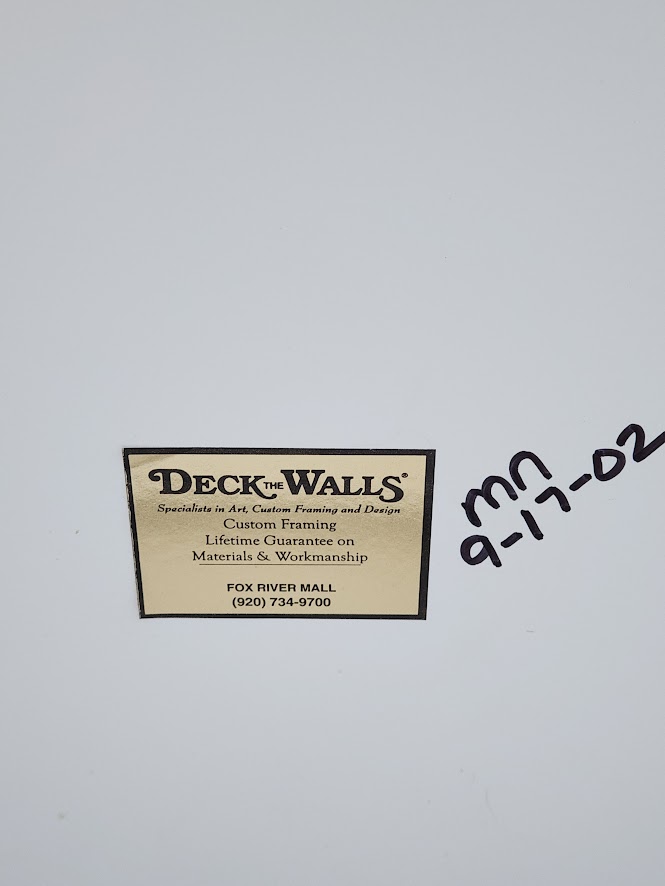 DECK THE WALLS®
Specialists in Art, Custom Framing and Design
Custom Framing
Lifetime Guarantee on
Materials & Workmanship
FOX RIVER MALL
(920) 734-9700
mn
9-17-02